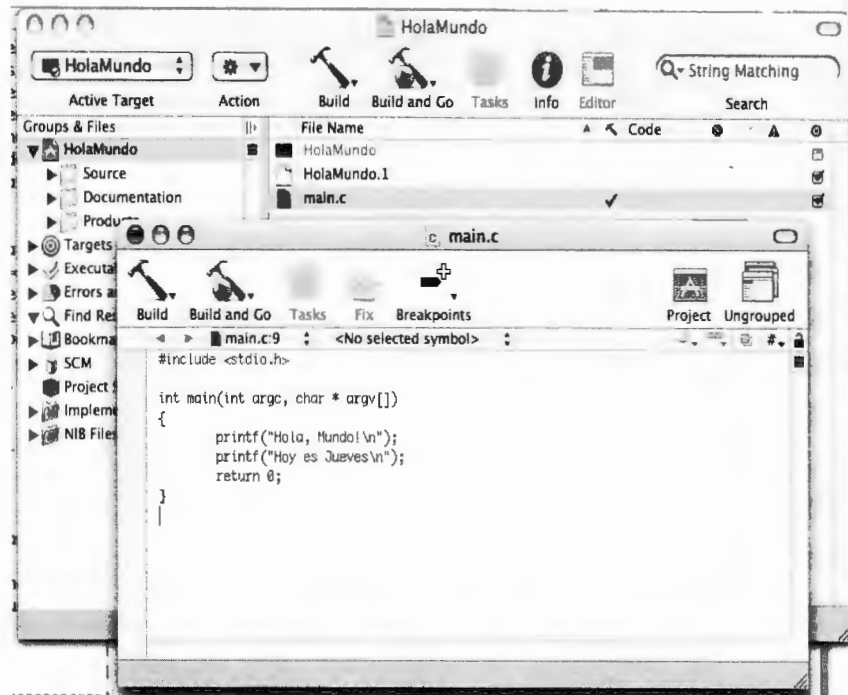 HolaMundo
HolaMundo
String Matching
Active Target
Action
Build
Build and Go
Tasks
Info
Editor
Search
Groups & Files
File Name
Code
HolaMundo
HolaMundo
Source
HolaMundo.1
Documentation
main.c
Products
Targets
main.c
Build
Build and Go
Tasks
Fix
Breakpoints
Project
Ungrouped
main.c:9
<No selected symbol>
#
#include <stdio.h>
SCM
Project
NIB Files
int main(int argc, char * argv[])
{
printf("Hola, Mundo!\n");
printf("Hoy es Jueves\n");
return 0;
}